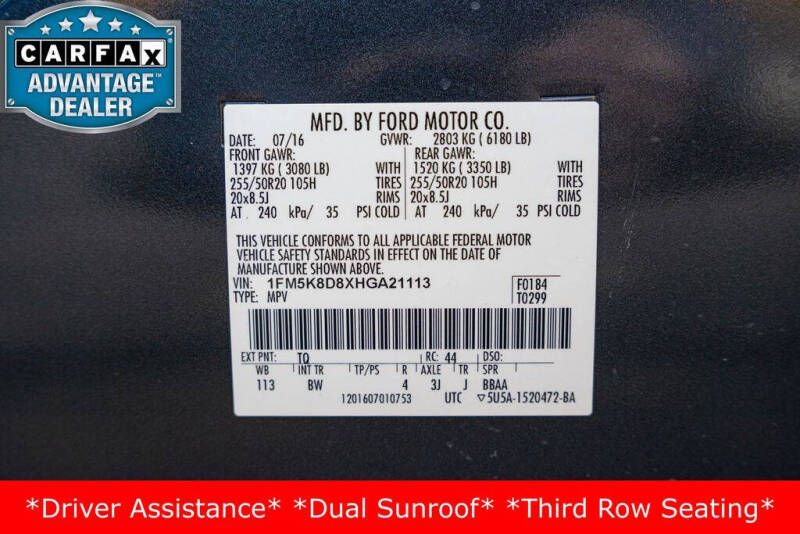 CARFAX
ADVANTAGE™
DEALER
MFD. BY FORD MOTOR CO.
DATE: 07/16 GVWR: 2803 KG ( 6180 LB)
FRONT GAWR: REAR GAWR:
1397 KG ( 3080 LB) WITH 1520 KG ( 3350 LB) WITH
255/50R20 105H TIRES 255/50R20 105H TIRES
20x8.5J RIMS 20x8.5J RIMS
AT 240 kPa/ 35 PSI COLD AT 240 kPa/ 35 PSI COLD
THIS VEHICLE CONFORMS TO ALL APPLICABLE FEDERAL MOTOR
VEHICLE SAFETY STANDARDS IN EFFECT ON THE DATE OF
MANUFACTURE SHOWN ABOVE.
VIN: 1FM5K8D8XHGA21113 F0184
TYPE: MPV T0299
EXT PNT: TQ RC: 44 DSO:
WB INT TR TP/PS R AXLE TR SPR
113 BW 4 3J J BBAA
1201607010753 UTC ▽5U5A-1520472-BA
*Driver Assistance* *Dual Sunroof* *Third Row Seating*